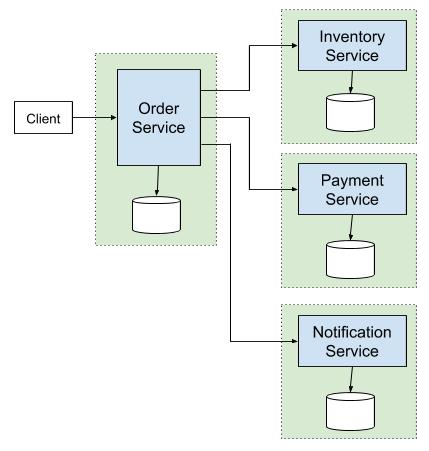 Inventory
Service
Order
Service
Client
Payment
Service
Notification
Service